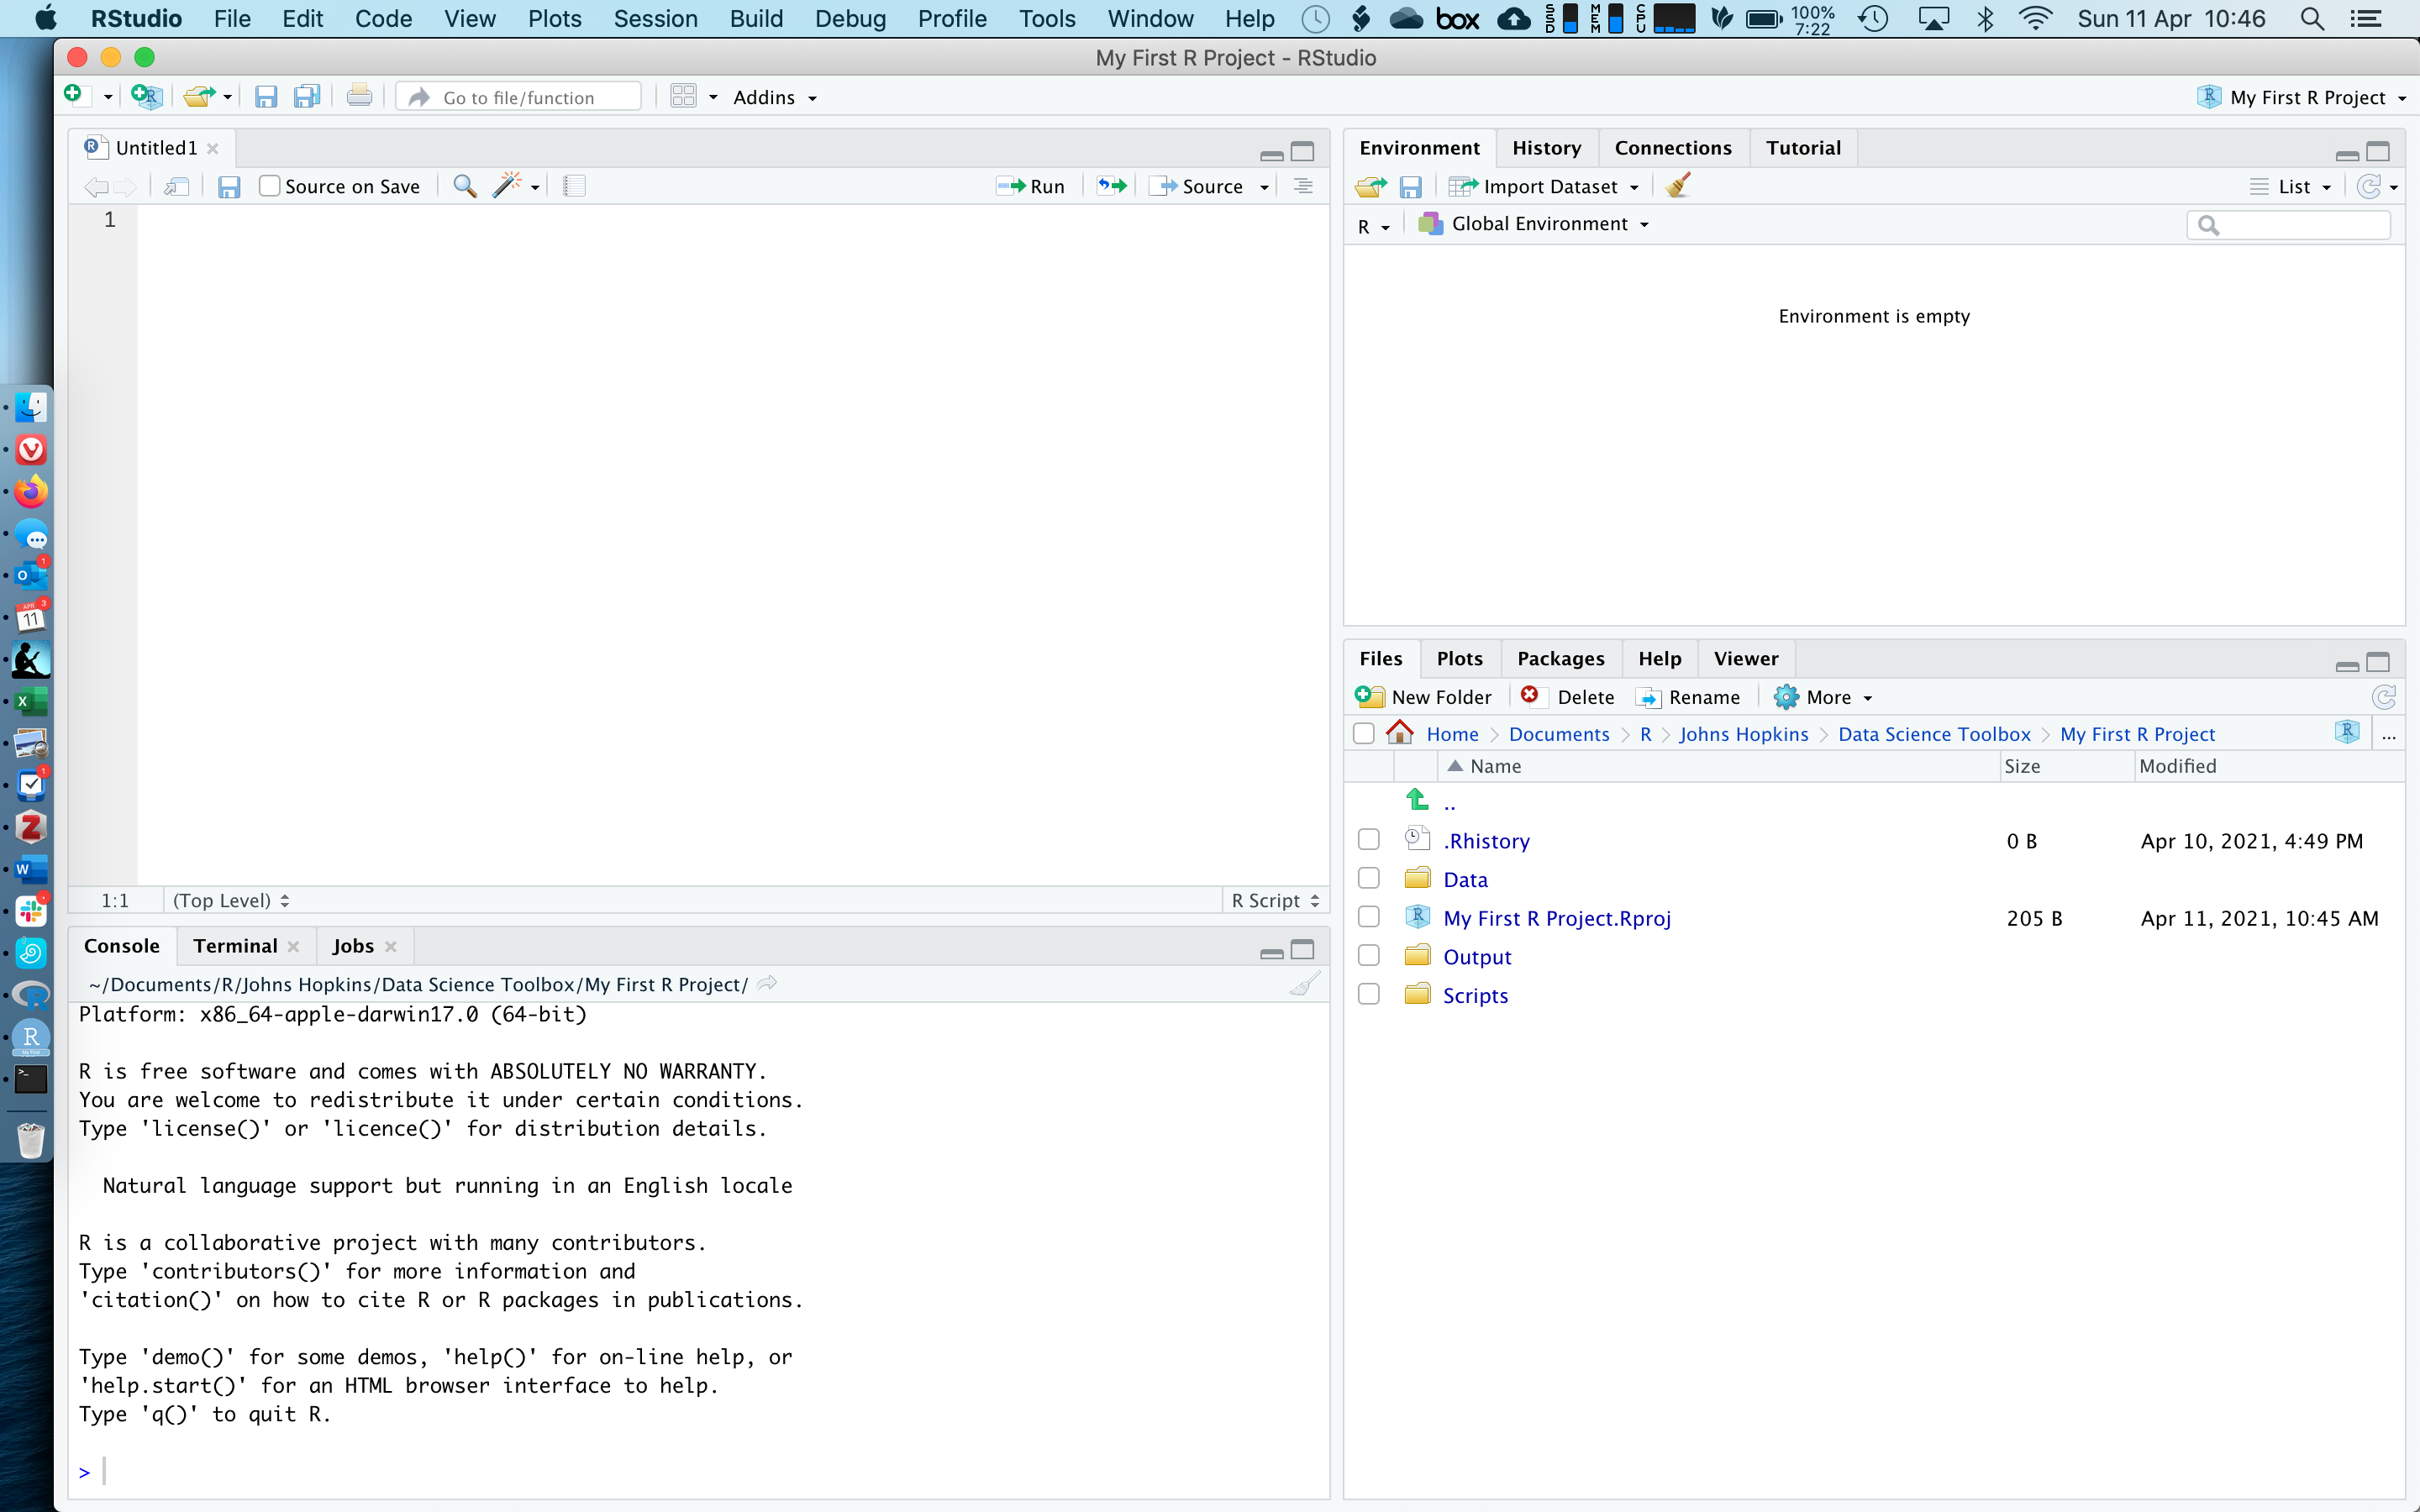 RStudio File Edit Code View Plots Session Build Debug Profile Tools Window Help box SSD MEM CPU 100% 7:22 Sun 11 Apr 10:46
My First R Project - RStudio
Go to file/function Addins My First R Project
Untitled1
Source on Save Run Source
1
1:1 (Top Level) R Script
Console Terminal Jobs
~/Documents/R/Johns Hopkins/Data Science Toolbox/My First R Project/
Platform: x86_64-apple-darwin17.0 (64-bit)
R is free software and comes with ABSOLUTELY NO WARRANTY.
You are welcome to redistribute it under certain conditions.
Type 'license()' or 'licence()' for distribution details.
Natural language support but running in an English locale
R is a collaborative project with many contributors.
Type 'contributors()' for more information and
'citation()' on how to cite R or R packages in publications.
Type 'demo()' for some demos, 'help()' for on-line help, or
'help.start()' for an HTML browser interface to help.
Type 'q()' to quit R.
>
Environment History Connections Tutorial
Import Dataset List
R Global Environment
Environment is empty
Files Plots Packages Help Viewer
New Folder Delete Rename More
Home Documents R Johns Hopkins Data Science Toolbox My First R Project ...
Name Size Modified
..
.Rhistory 0 B Apr 10, 2021, 4:49 PM
Data
My First R Project.Rproj 205 B Apr 11, 2021, 10:45 AM
Output
Scripts